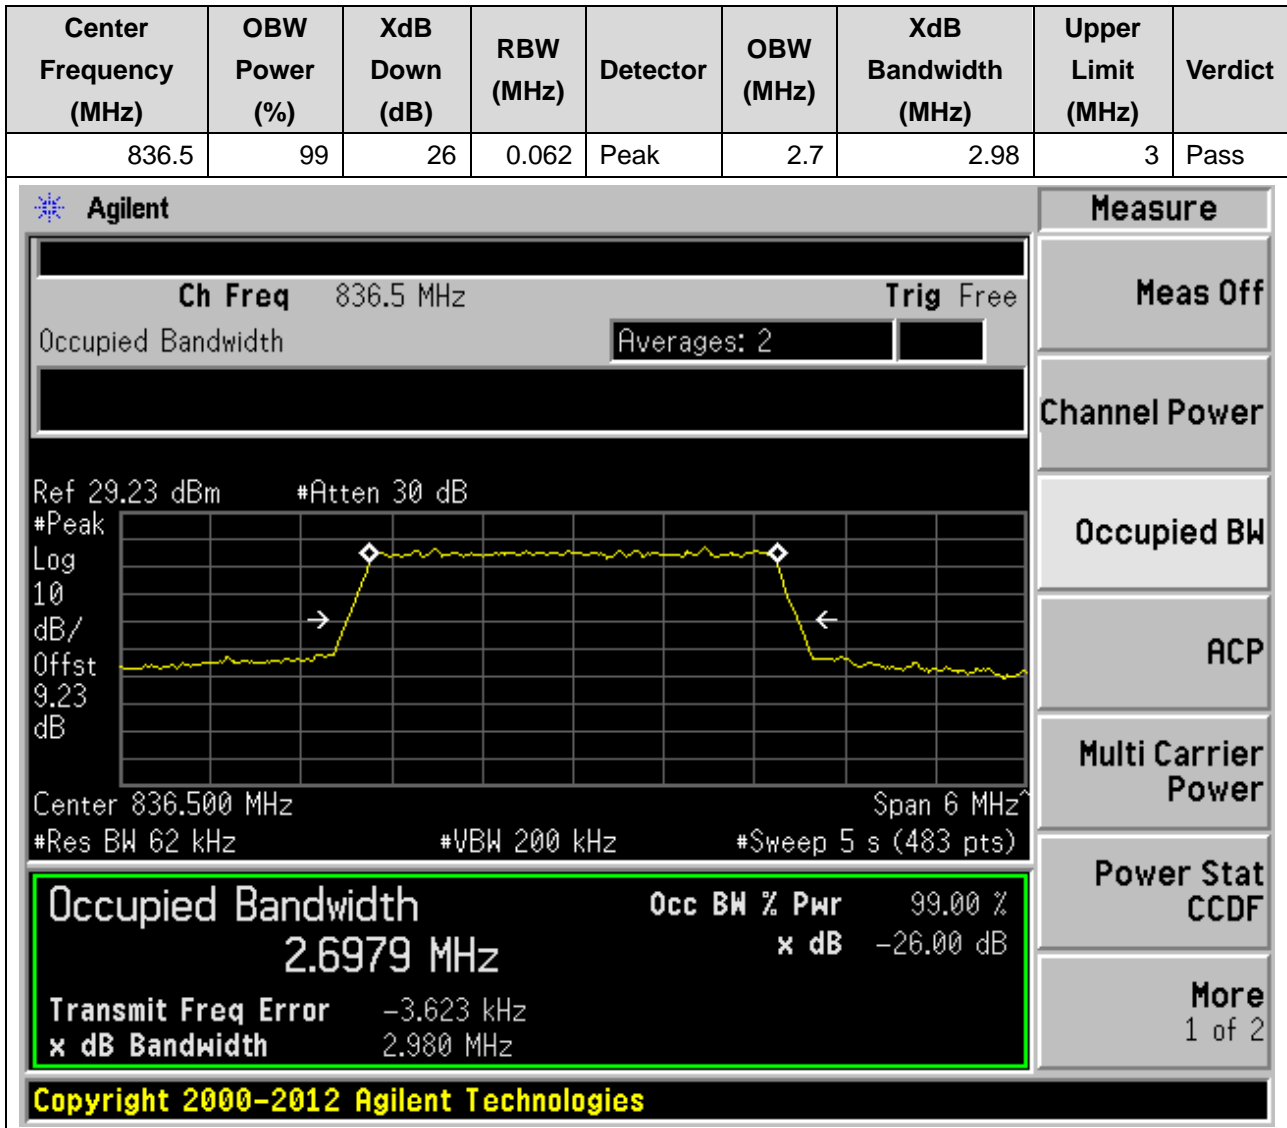 Center Frequency (MHz) OBW Power (%) XdB Down (dB) RBW (MHz) Detector OBW (MHz) XdB Bandwidth (MHz) Upper Limit (MHz) Verdict
836.5 99 26 0.062 Peak 2.7 2.98 3 Pass
Agilent
Ch Freq 836.5 MHz Trig Free
Occupied Bandwidth Averages: 2
Ref 29.23 dBm #Atten 30 dB
#Peak
Log
10
dB/
Offst
9.23
dB
Center 836.500 MHz Span 6 MHz^
#Res BW 62 kHz #VBW 200 kHz #Sweep 5 s (483 pts)
Occupied Bandwidth Occ BW % Pwr 99.00 %
2.6979 MHz x dB -26.00 dB
Transmit Freq Error -3.623 kHz
x dB Bandwidth 2.980 MHz
Measure
Meas Off
Channel Power
Occupied BW
ACP
Multi Carrier
Power
Power Stat
CCDF
More
1 of 2
Copyright 2000-2012 Agilent Technologies